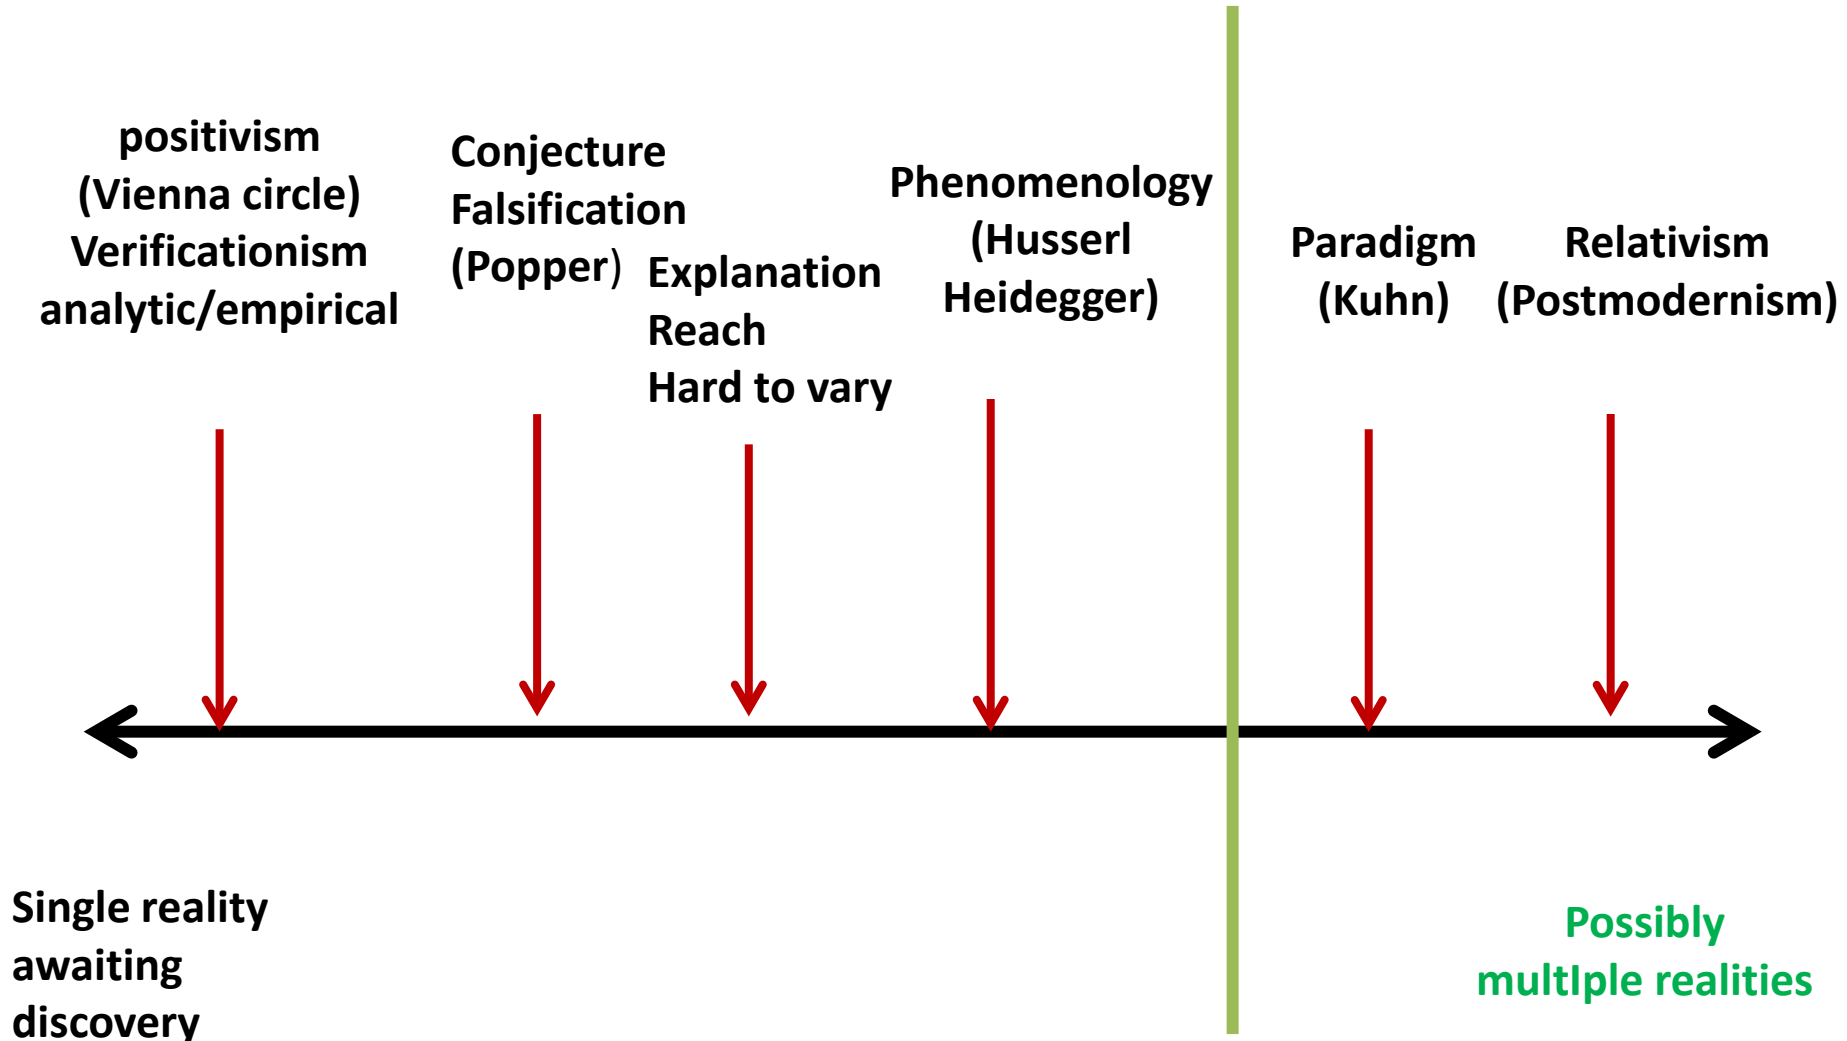 positivism
(Vienna circle)
Verificationism
analytic/empirical
Conjecture
Falsification
(Popper)
Explanation
Reach
Hard to vary
Phenomenology
(Husserl
Heidegger)
Paradigm
(Kuhn)
Relativism
(Postmodernism)
Single reality
awaiting
discovery
Possibly
multIple realities